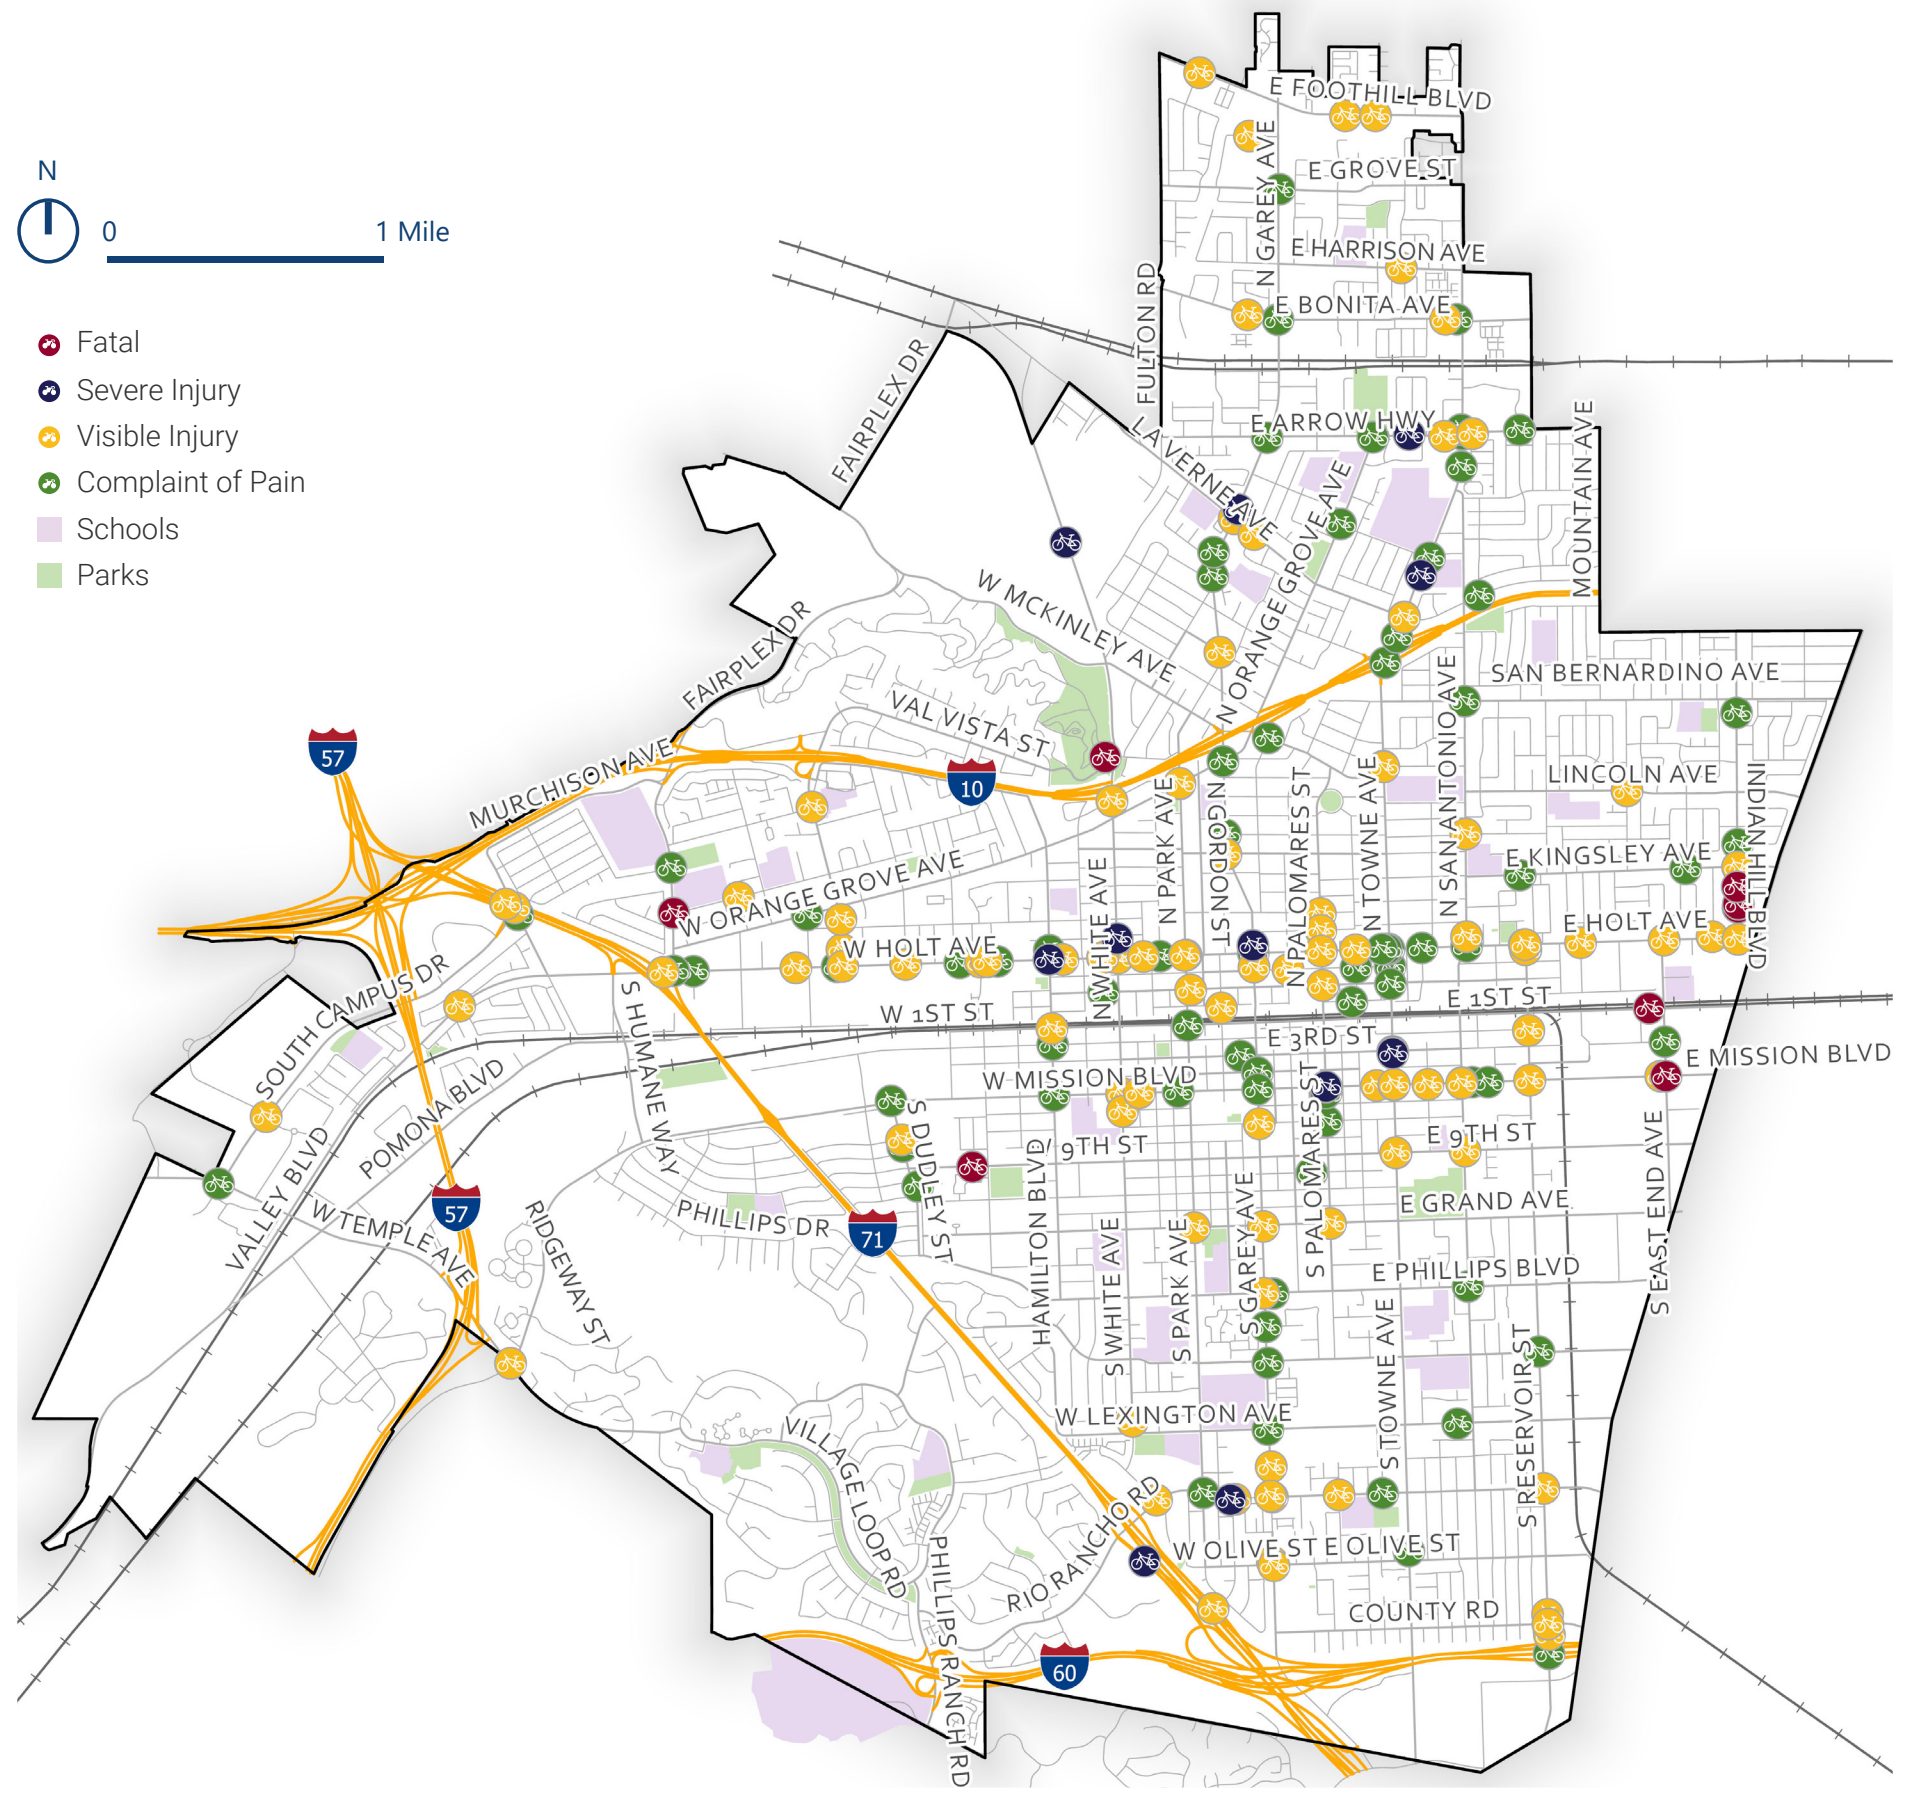 N
0
1 Mile
Fatal
Severe Injury
Visible Injury
Complaint of Pain
Schools
Parks
E FOOTHILL BLVD
N GAREY AVE
E GROVE ST
E HARRISON AVE
E BONITA AVE
FULTON RD
FAIRPLEX DR
E ARROW HWY
LA VERNE AVE
MOUNTAIN AVE
N ORANGE GROVE AVE
W MCKINLEY AVE
FAIRPLEX DR
SAN BERNARDINO AVE
VAL VISTA ST
57
MURCHISON AVE
10
LINCOLN AVE
N PARK AVE
N GORDON ST
N PALOMARES ST
N TOWNE AVE
N SAN ANTONIO AVE
INDIAN HILL BLVD
E KINGSLEY AVE
W ORANGE GROVE AVE
N WHITE AVE
E HOLT AVE
W HOLT AVE
SOUTH CAMPUS DR
W 1ST ST
E 1ST ST
S HUMANE WAY
E 3RD ST
E MISSION BLVD
W MISSION BLVD
POMONA BLVD
VALLEY BLVD
S DUDLEY ST
W 9TH ST
E 9TH ST
S PALOMARES ST
S EAST END AVE
57
W TEMPLE AVE
PHILLIPS DR
71
RIDGEWAY ST
HAMILTON BLVD
S WHITE AVE
S PARK AVE
S GAREY AVE
E GRAND AVE
E PHILLIPS BLVD
S TOWNE AVE
S RESERVOIR ST
W LEXINGTON AVE
VILLAGE LOOP RD
RIO RANCHO RD
W OLIVE ST
E OLIVE ST
PHILLIPS RANCH RD
COUNTY RD
60